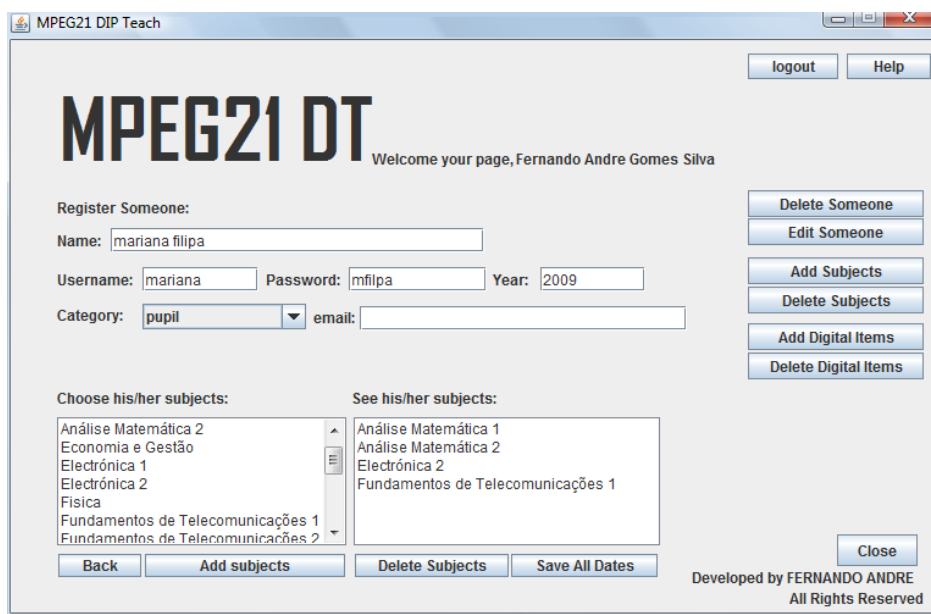 MPEG21 DIP Teach
logout Help
MPEG21 DT
Welcome your page, Fernando Andre Gomes Silva
Register Someone:
Delete Someone
Name: mariana filipa
Edit Someone
Username: mariana Password: mfilpa Year: 2009
Add Subjects
Delete Subjects
Category: pupil email:
Add Digital Items
Delete Digital Items
Choose his/her subjects: See his/her subjects:
Análise Matemática 2
Economia e Gestão
Electrónica 1
Electrónica 2
Fisica
Fundamentos de Telecomunicações 1
Fundamentos de Telecomunicações 2
Análise Matemática 1
Análise Matemática 2
Electrónica 2
Fundamentos de Telecomunicações 1
Back Add subjects Delete Subjects Save All Dates
Close
Developed by FERNANDO ANDRE
All Rights Reserved